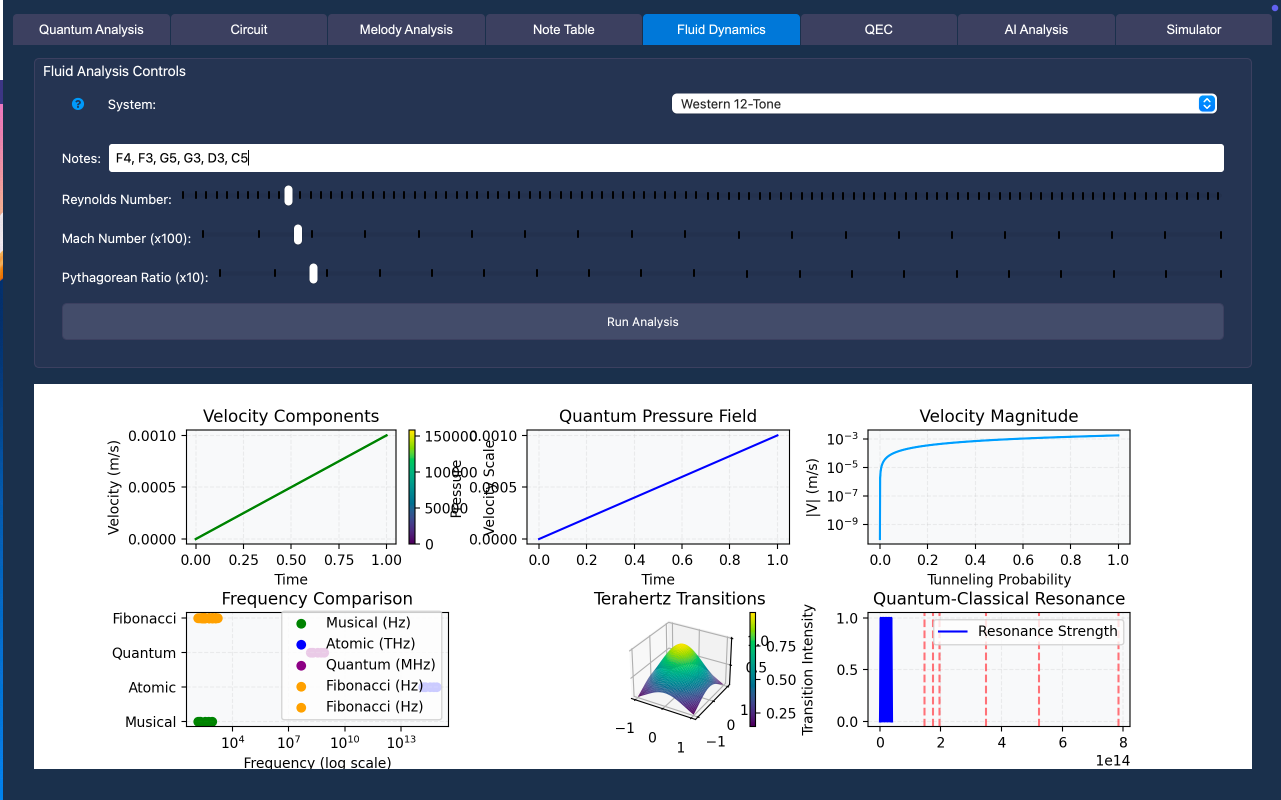 Quantum Analysis Circuit Melody Analysis Note Table Fluid Dynamics QEC AI Analysis Simulator
Fluid Analysis Controls
? System: Western 12-Tone
Notes: F4, F3, G5, G3, D3, C5
Reynolds Number:
Mach Number (x100):
Pythagorean Ratio (x10):
Run Analysis
Velocity Components
Velocity (m/s)
0.0010
0.0005
0.0000
0.00 0.25 0.50 0.75 1.00
Time
150000
100000
50000
0
Pressure
Quantum Pressure Field
Velocity Scale
0.0010
0.0005
0.0000
0.0 0.2 0.4 0.6 0.8 1.0
Time
Velocity Magnitude
|V| (m/s)
10⁻³
10⁻⁵
10⁻⁷
10⁻⁹
0.0 0.2 0.4 0.6 0.8 1.0
Tunneling Probability
Frequency Comparison
Fibonacci
Quantum
Atomic
Musical
Musical (Hz)
Atomic (THz)
Quantum (MHz)
Fibonacci (Hz)
Fibonacci (Hz)
10⁴ 10⁷ 10¹⁰ 10¹³
Frequency (log scale)
Terahertz Transitions
−1 0 1
−1 0 1
0.75
0.50
0.25
Transition Intensity
Quantum-Classical Resonance
Resonance Strength
1.0
0.5
0.0
0 2 4 6 8
1e14